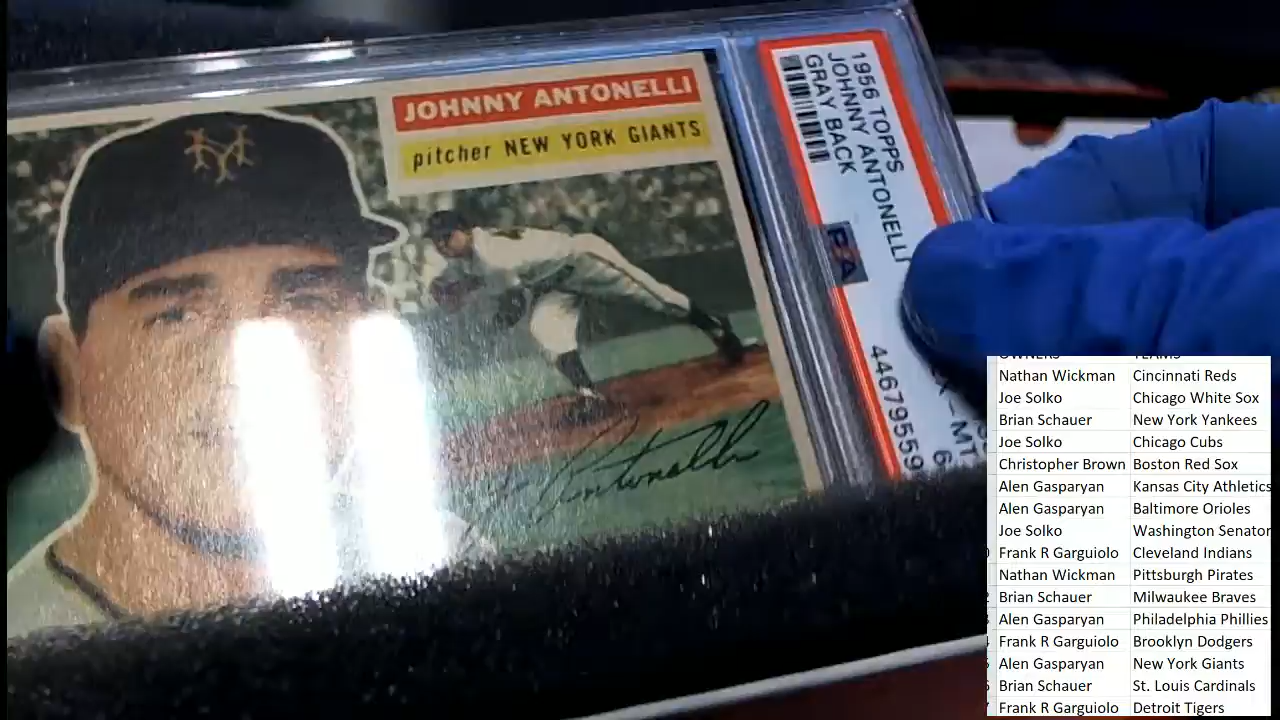 JOHNNY ANTONELLI
pitcher NEW YORK GIANTS
1956 TOPPS
JOHNNY ANTONELLI
GRAY BACK
PSA
44679559
6
OWNERS TEAMS
Nathan Wickman Cincinnati Reds
Joe Solko Chicago White Sox
Brian Schauer New York Yankees
Joe Solko Chicago Cubs
Christopher Brown Boston Red Sox
Alen Gasparyan Kansas City Athletics
Alen Gasparyan Baltimore Orioles
Joe Solko Washington Senator
Frank R Garguiolo Cleveland Indians
Nathan Wickman Pittsburgh Pirates
Brian Schauer Milwaukee Braves
Alen Gasparyan Philadelphia Phillies
Frank R Garguiolo Brooklyn Dodgers
Alen Gasparyan New York Giants
Brian Schauer St. Louis Cardinals
Frank R Garguiolo Detroit Tigers